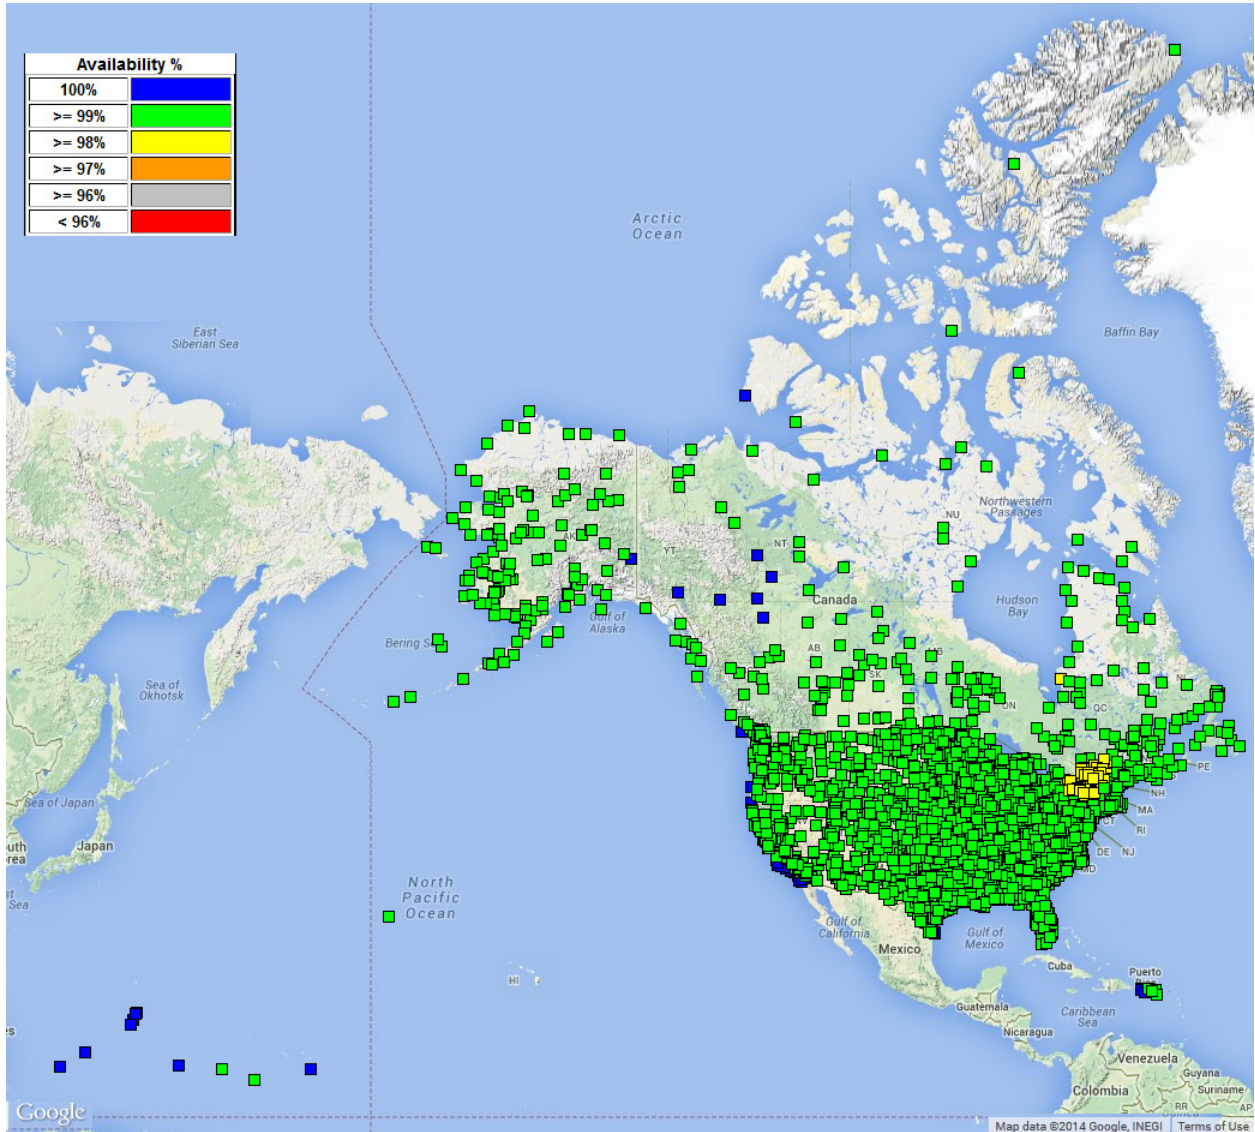 Availability %
100%
>= 99%
>= 98%
>= 97%
>= 96%
< 96%
Arctic
Ocean
East
Siberian Sea
Baffin Bay
Northwestern
Passages
NU
NT
AK
YT
Canada
Hudson
Bay
Gulf of
Alaska
Bering
Sea of
Okhotsk
AB
SK
ON
QC
NL
PE
NH
MA
CT
RI
NJ
DE
MD
Sea of Japan
Japan
North
Pacific
Ocean
Gulf of
California
Mexico
Gulf of
Mexico
HI
Cuba
Puerto
Caribbean
Sea
Guatemala
Nicaragua
Venezuela
Guyana
Suriname
Colombia
RR
AP
Google
Map data ©2014 Google, INEGI
Terms of Use